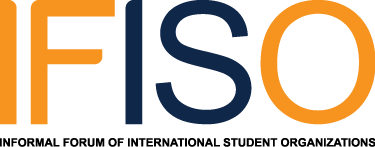 IFISO
INFORMAL FORUM OF INTERNATIONAL STUDENT ORGANIZATIONS